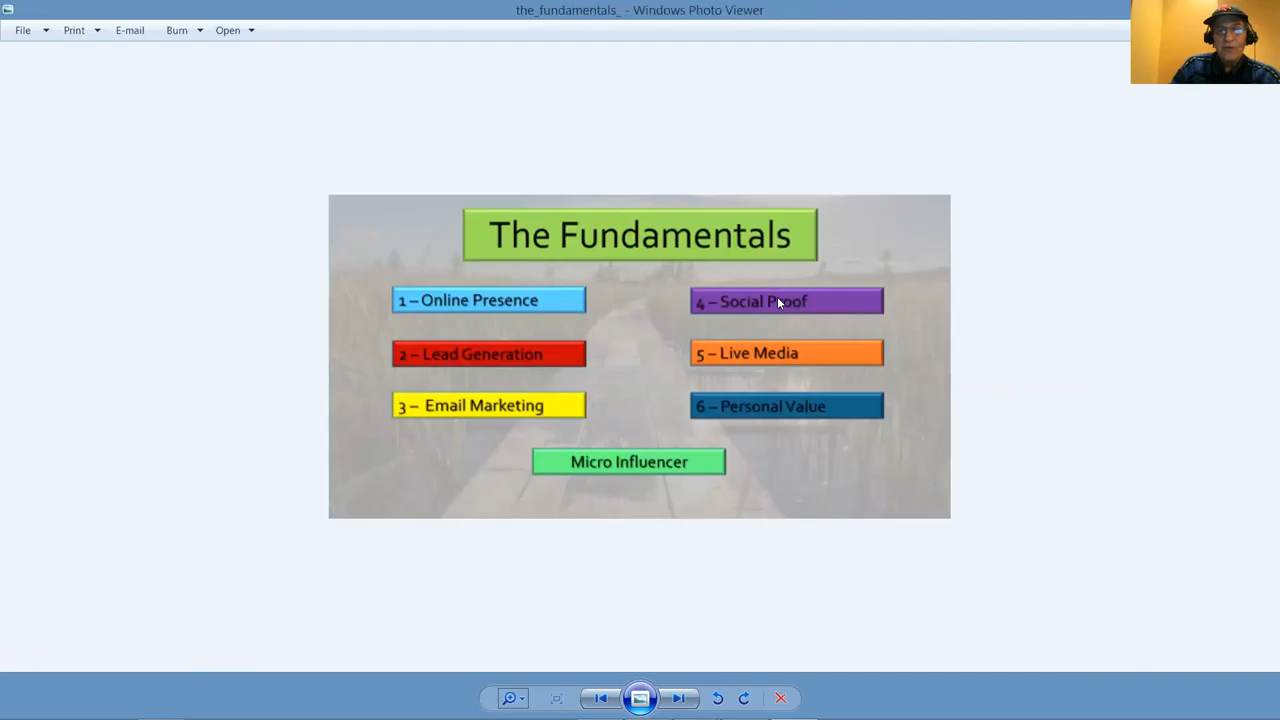 the_fundamentals_ - Windows Photo Viewer
File Print E-mail Burn Open
The Fundamentals
1 – Online Presence
2 – Lead Generation
3 – Email Marketing
4 – Social Proof
5 – Live Media
6 – Personal Value
Micro Influencer